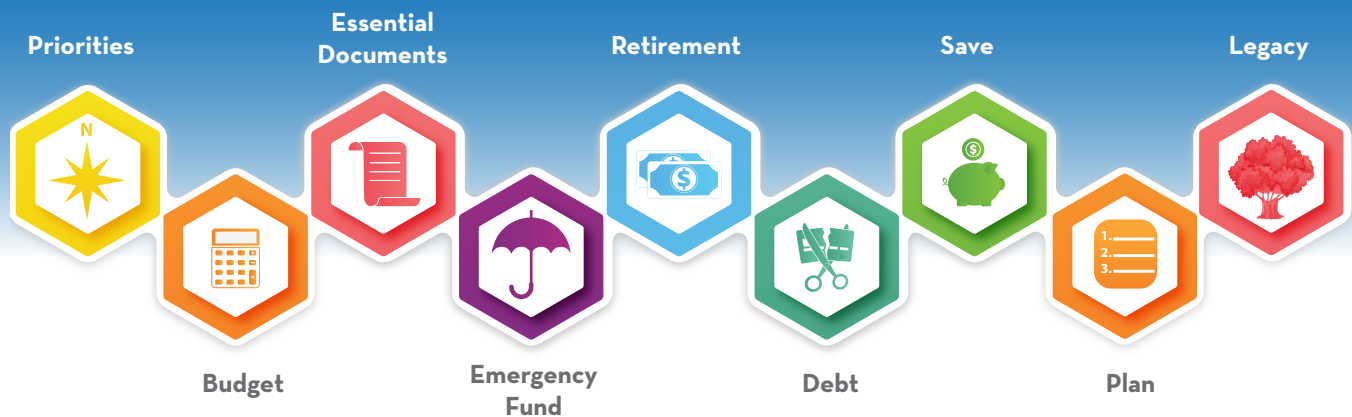 Priorities
Essential
Documents
Retirement
Save
Legacy
N
$
$
1.
2.
3.
Budget
Emergency
Fund
Debt
Plan